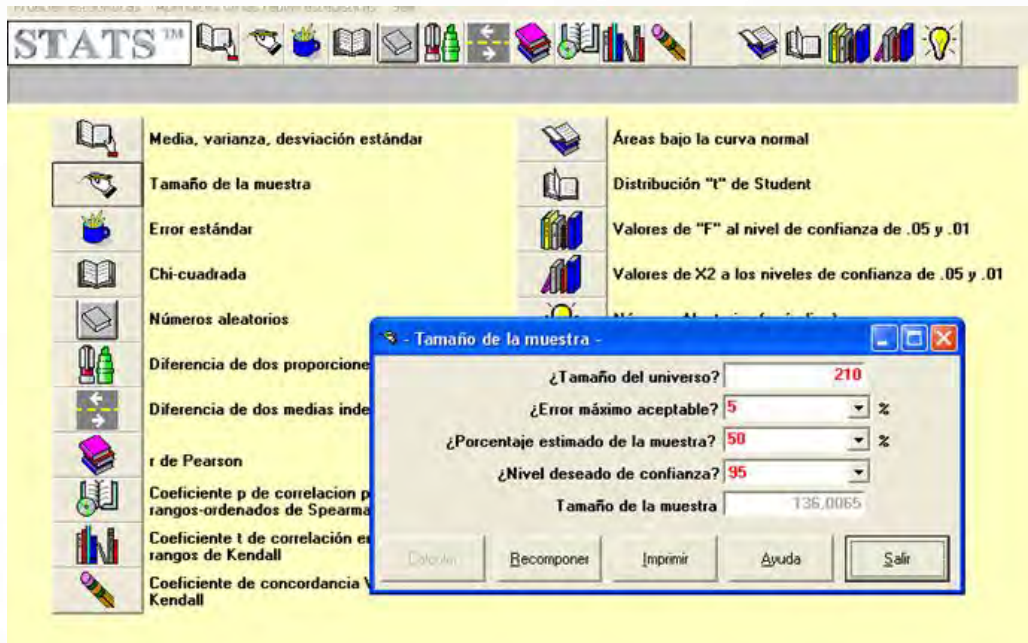 STATS™
Media, varianza, desviación estándar
Tamaño de la muestra
Error estándar
Chi-cuadrada
Números aleatorios
Diferencia de dos proporcione
Diferencia de dos medias inde
r de Pearson
Coeficiente p de correlacion p
rangos-ordenados de Spearma
Coeficiente t de correlación e
rangos de Kendall
Coeficiente de concordancia
Kendall
Áreas bajo la curva normal
Distribución "t" de Student
Valores de "F" al nivel de confianza de .05 y .01
Valores de X2 a los niveles de confianza de .05 y .01
- Tamaño de la muestra -
¿Tamaño del universo? 210
¿Error máximo aceptable? 5 %
¿Porcentaje estimado de la muestra? 50 %
¿Nivel deseado de confianza? 95
Tamaño de la muestra 136,0065
Calcular Recomponer Imprimir Ayuda Salir